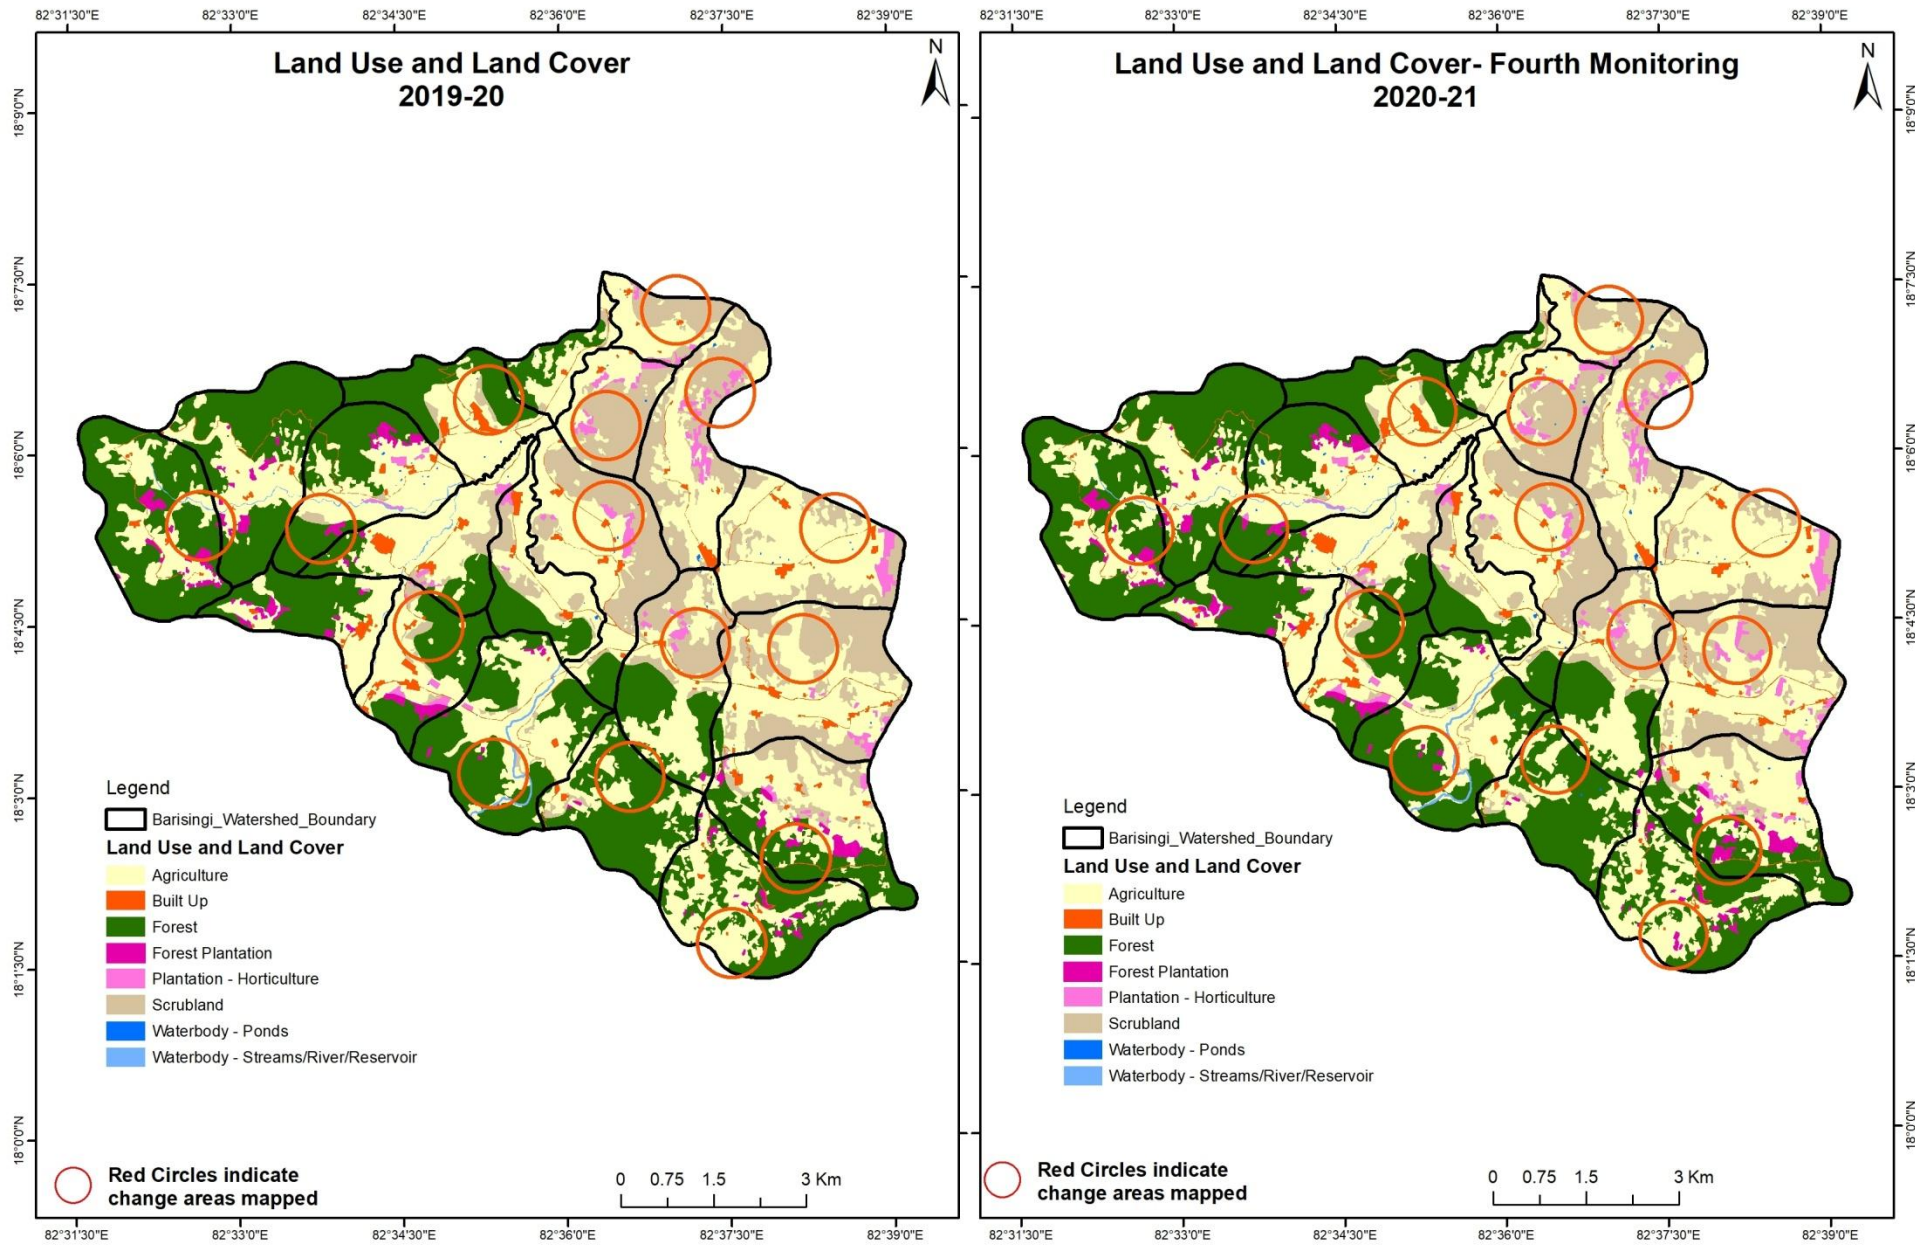 82°31'30"E 82°33'0"E 82°34'30"E 82°36'0"E 82°37'30"E 82°39'0"E
Land Use and Land Cover
2019-20
N
18°9'0"N
18°7'30"N
18°6'0"N
18°4'30"N
18°3'0"N
18°1'30"N
18°0'0"N
Legend
Barisingi_Watershed_Boundary
Land Use and Land Cover
Agriculture
Built Up
Forest
Forest Plantation
Plantation - Horticulture
Scrubland
Waterbody - Ponds
Waterbody - Streams/River/Reservoir
Red Circles indicate
change areas mapped
0 0.75 1.5 3 Km
82°31'30"E 82°33'0"E 82°34'30"E 82°36'0"E 82°37'30"E 82°39'0"E
82°31'30"E 82°33'0"E 82°34'30"E 82°36'0"E 82°37'30"E 82°39'0"E
Land Use and Land Cover- Fourth Monitoring
2020-21
N
18°9'0"N
18°7'30"N
18°6'0"N
18°4'30"N
18°3'0"N
18°1'30"N
18°0'0"N
Legend
Barisingi_Watershed_Boundary
Land Use and Land Cover
Agriculture
Built Up
Forest
Forest Plantation
Plantation - Horticulture
Scrubland
Waterbody - Ponds
Waterbody - Streams/River/Reservoir
Red Circles indicate
change areas mapped
0 0.75 1.5 3 Km
82°31'30"E 82°33'0"E 82°34'30"E 82°36'0"E 82°37'30"E 82°39'0"E